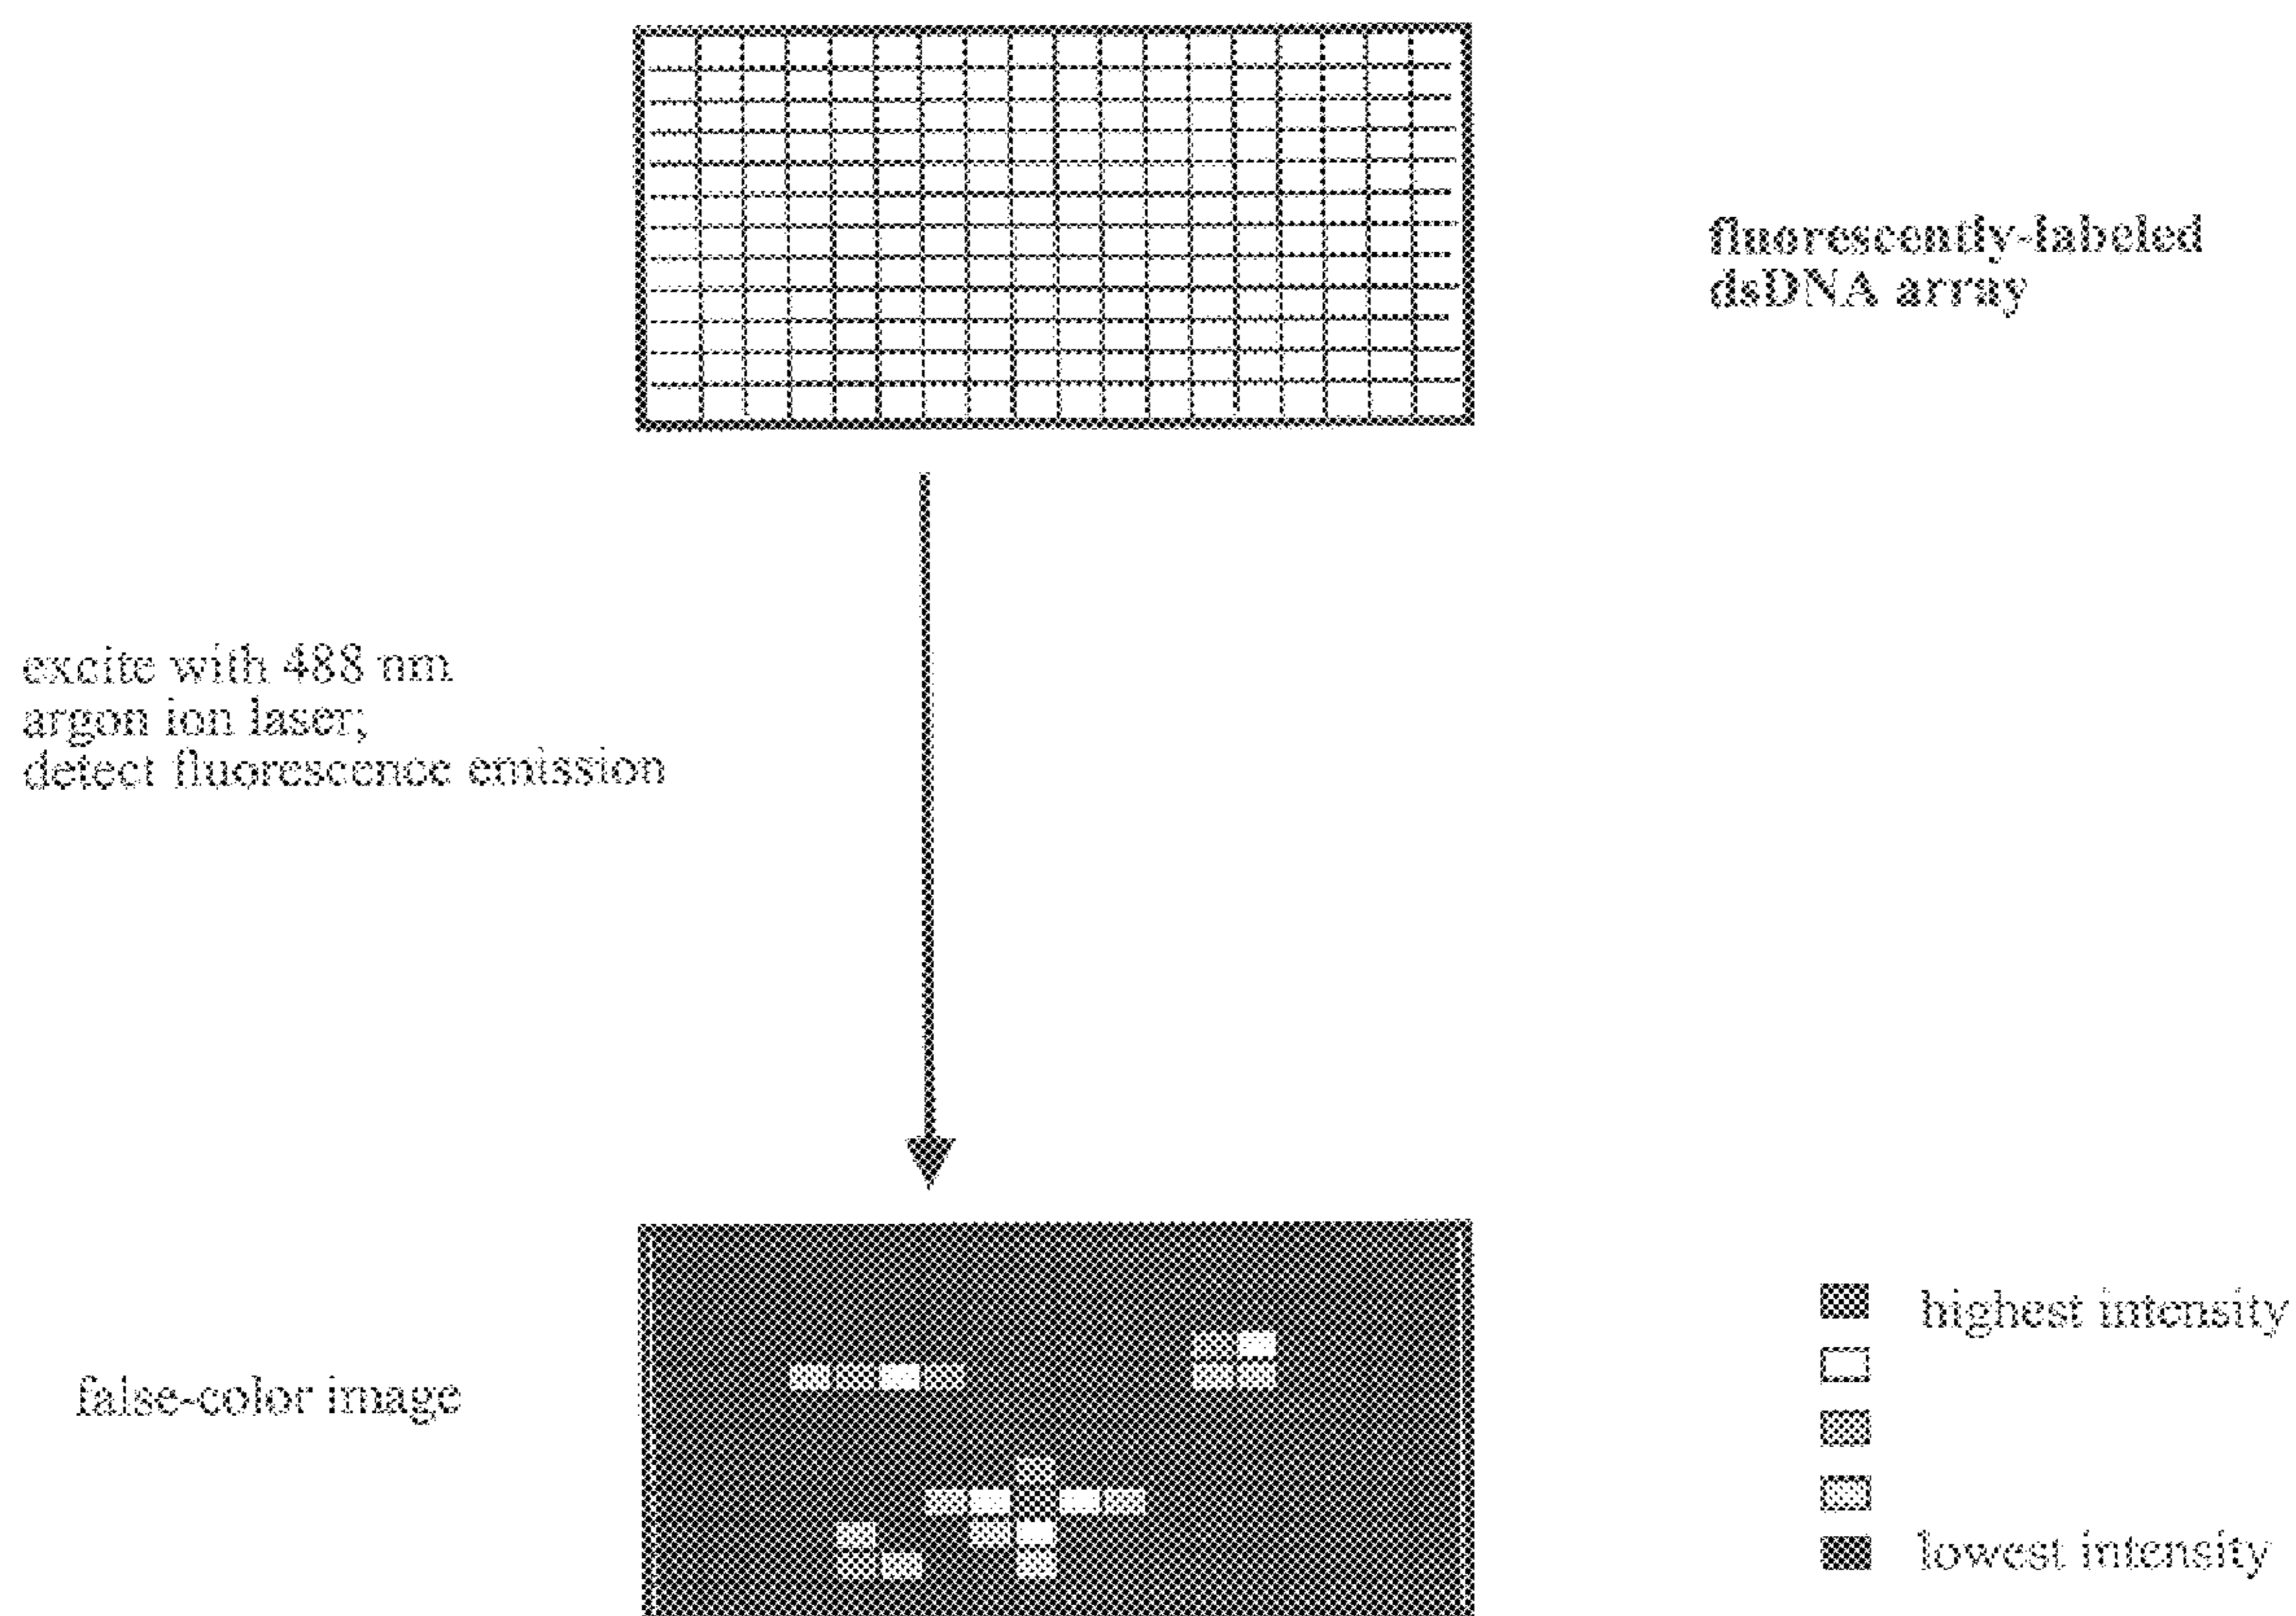 fluorescently-labeled
dsDNA array
excite with 488 nm
argon ion laser;
detect fluorescence emission
false-color image
highest intensity
lowest intensity